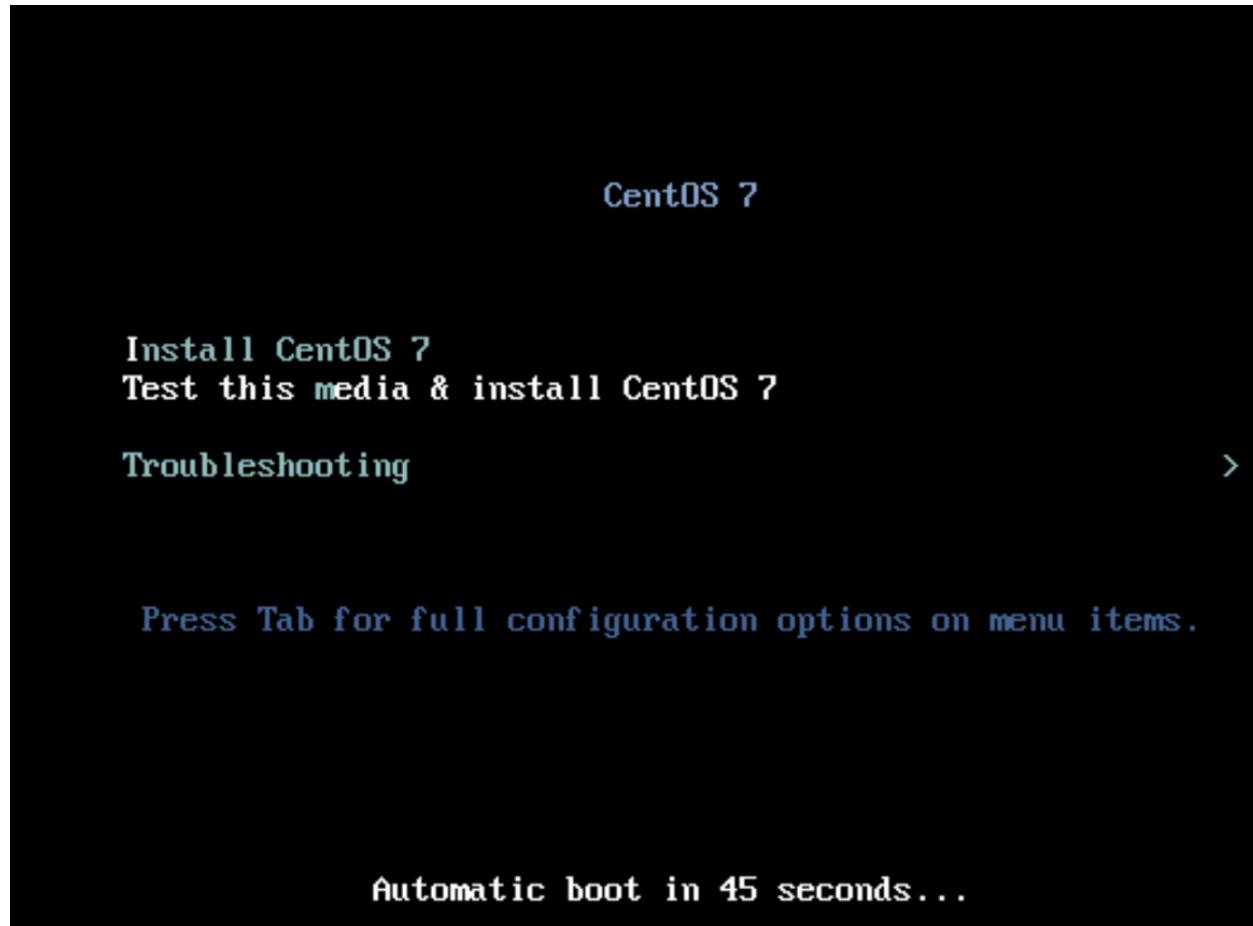 CentOS 7
Install CentOS 7
Test this media & install CentOS 7
Troubleshooting >
Press Tab for full configuration options on menu items.
Automatic boot in 45 seconds...